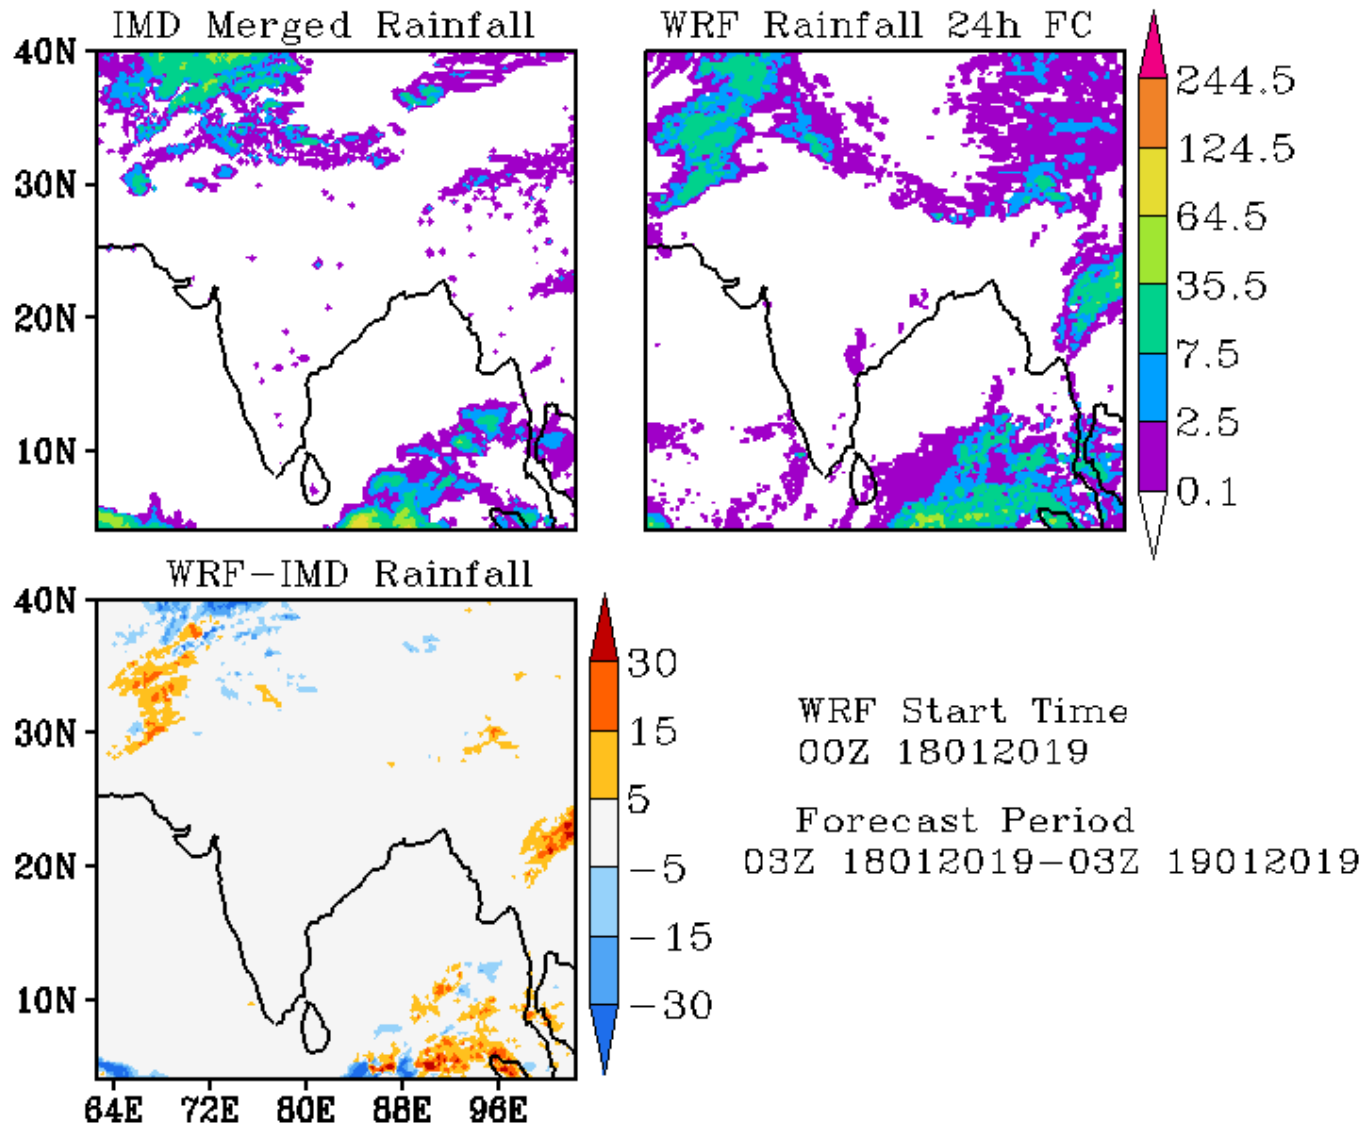 IMD Merged Rainfall
WRF Rainfall 24h FC
40N
30N
20N
10N
244.5
124.5
64.5
35.5
7.5
2.5
0.1
WRF-IMD Rainfall
40N
30N
20N
10N
64E 72E 80E 88E 96E
30
15
5
-5
-15
-30
WRF Start Time
00Z 18012019
Forecast Period
03Z 18012019-03Z 19012019